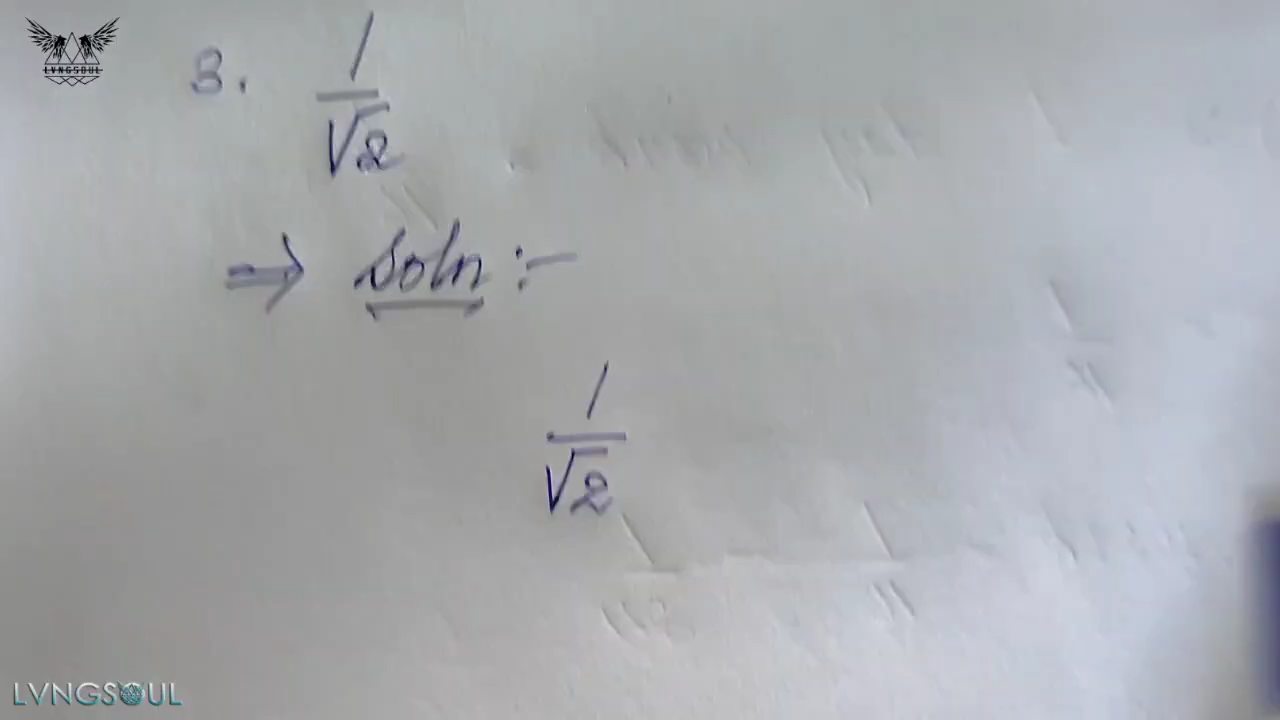 LVNGSOUL
3. 1/√2
⇒ Soln :-
1/√2
LVNGSOUL